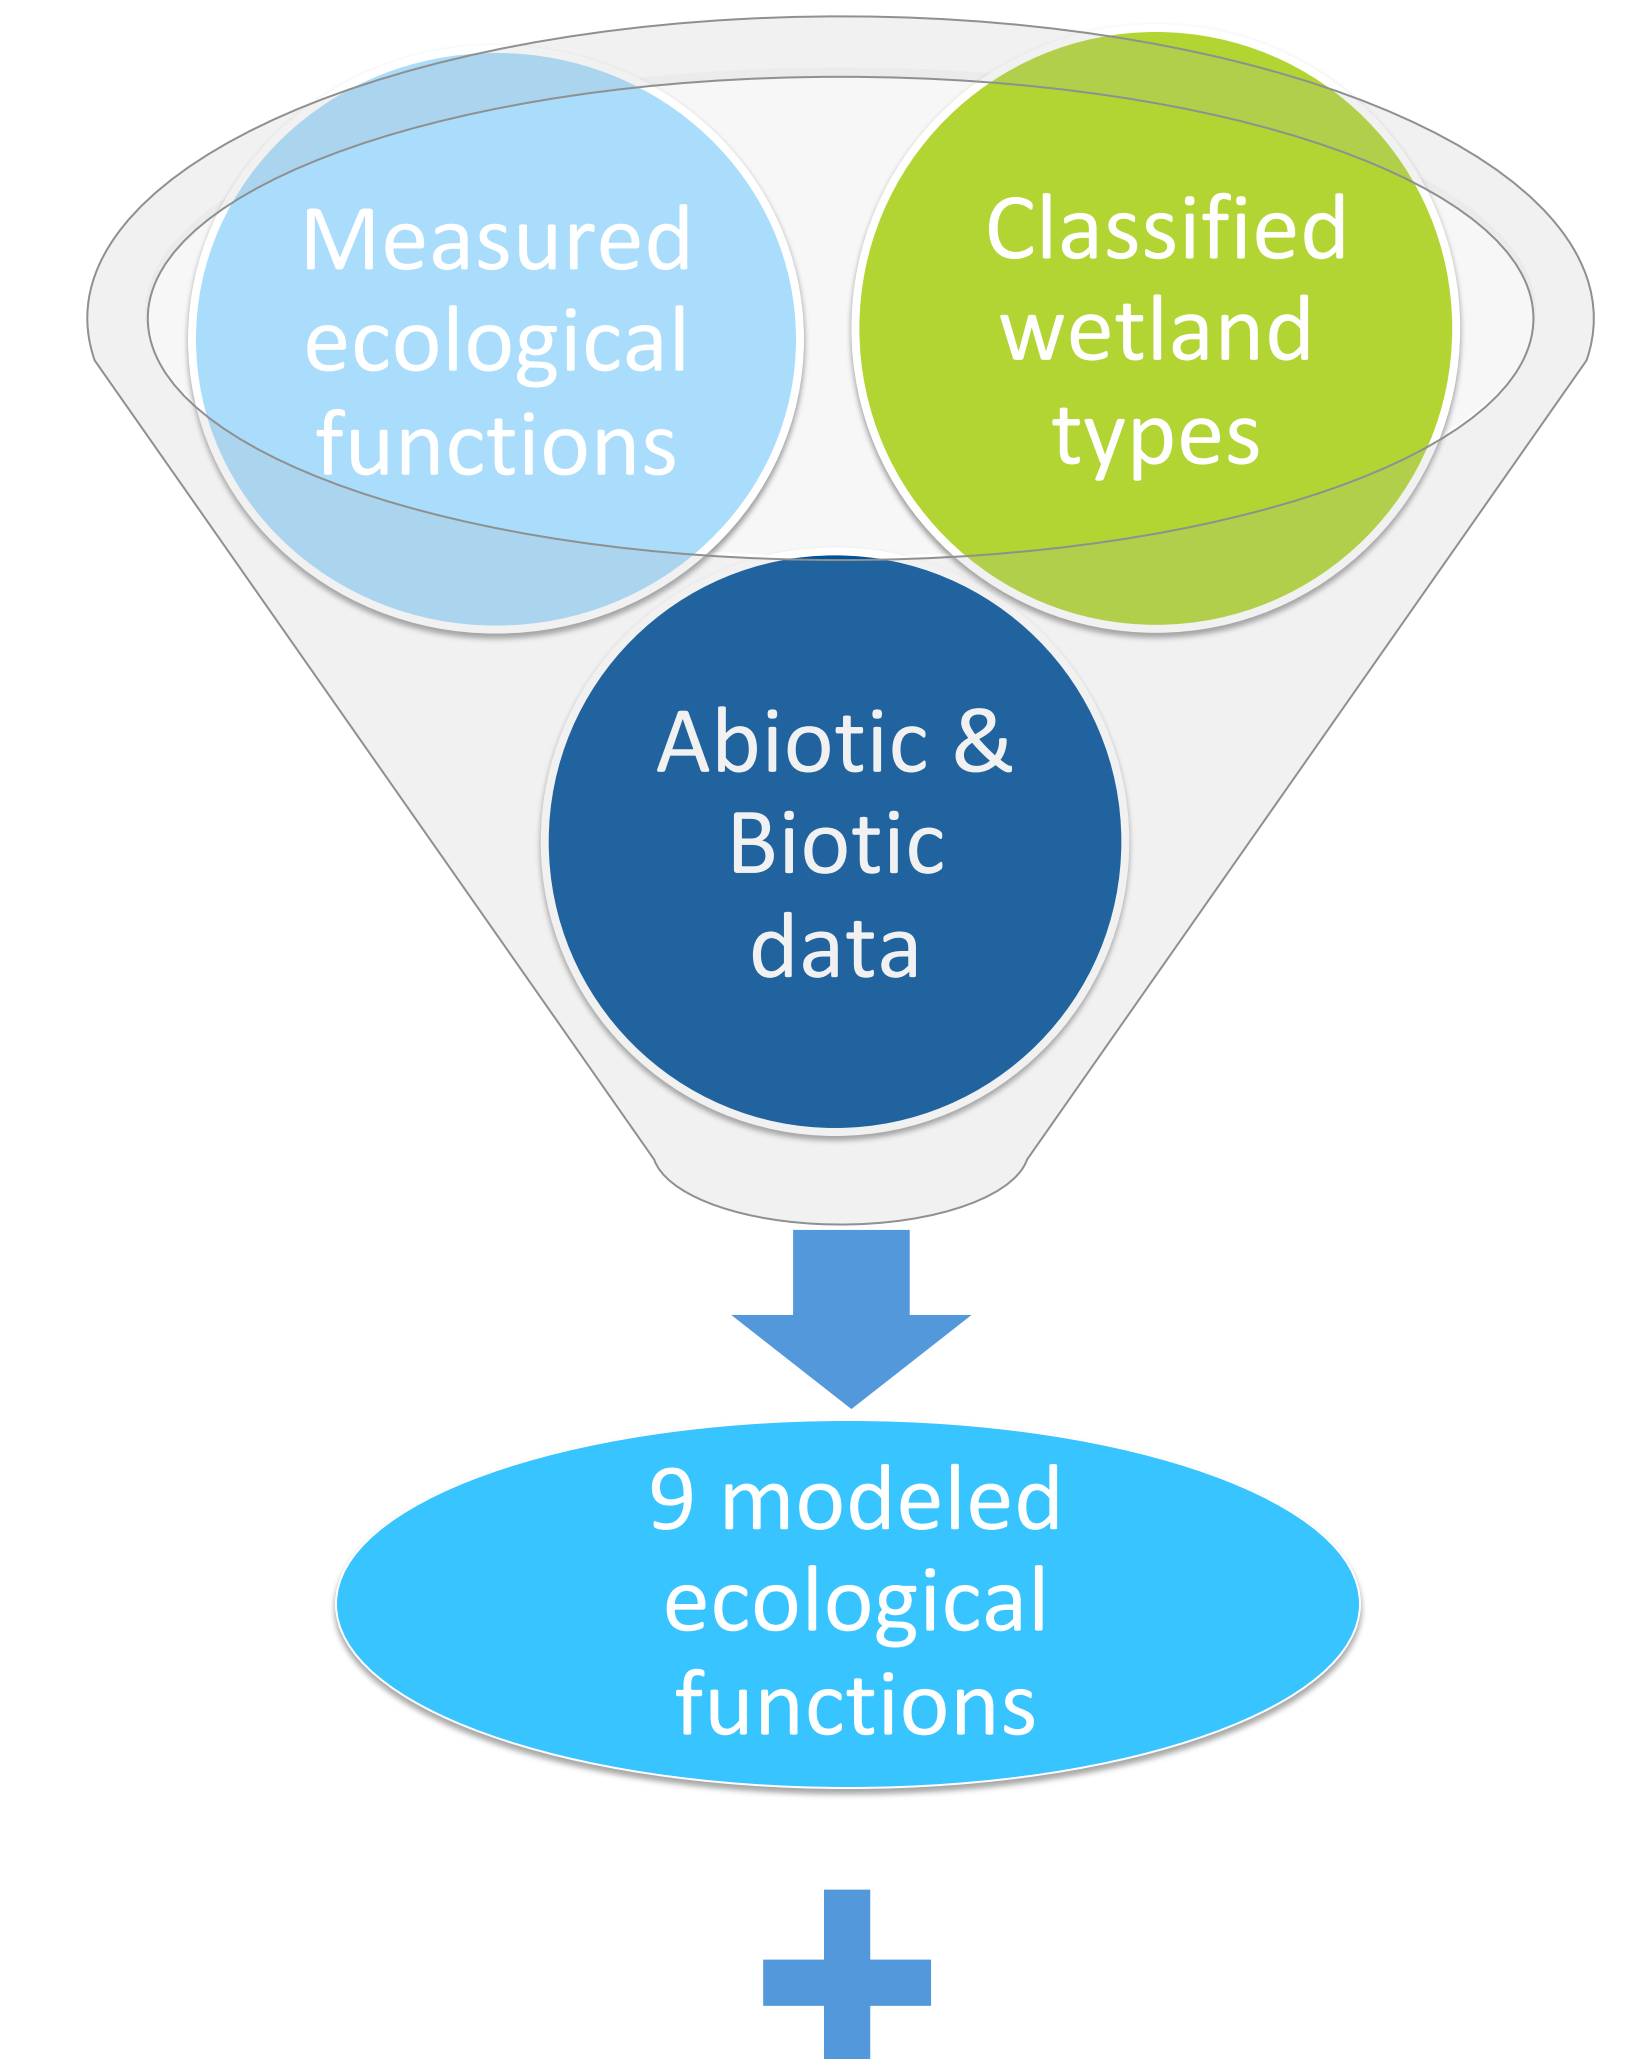 Measured
ecological
functions
Classified
wetland
types
Abiotic &
Biotic
data
9 modeled
ecological
functions